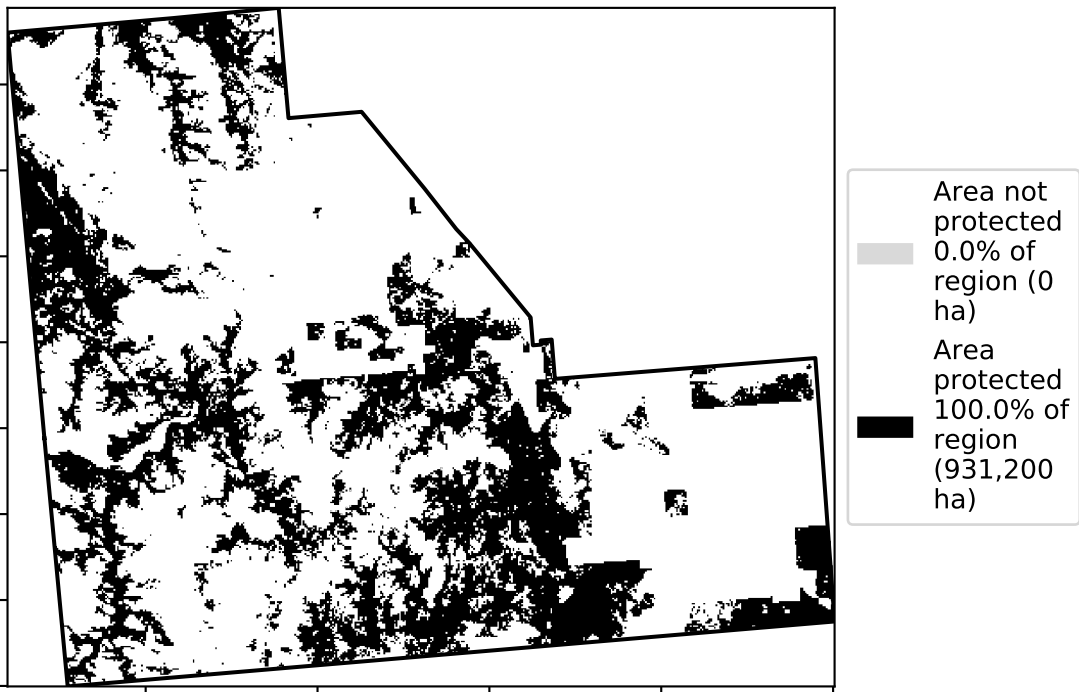 Area not
protected
0.0% of
region (0
ha)
Area
protected
100.0% of
region
(931,200
ha)